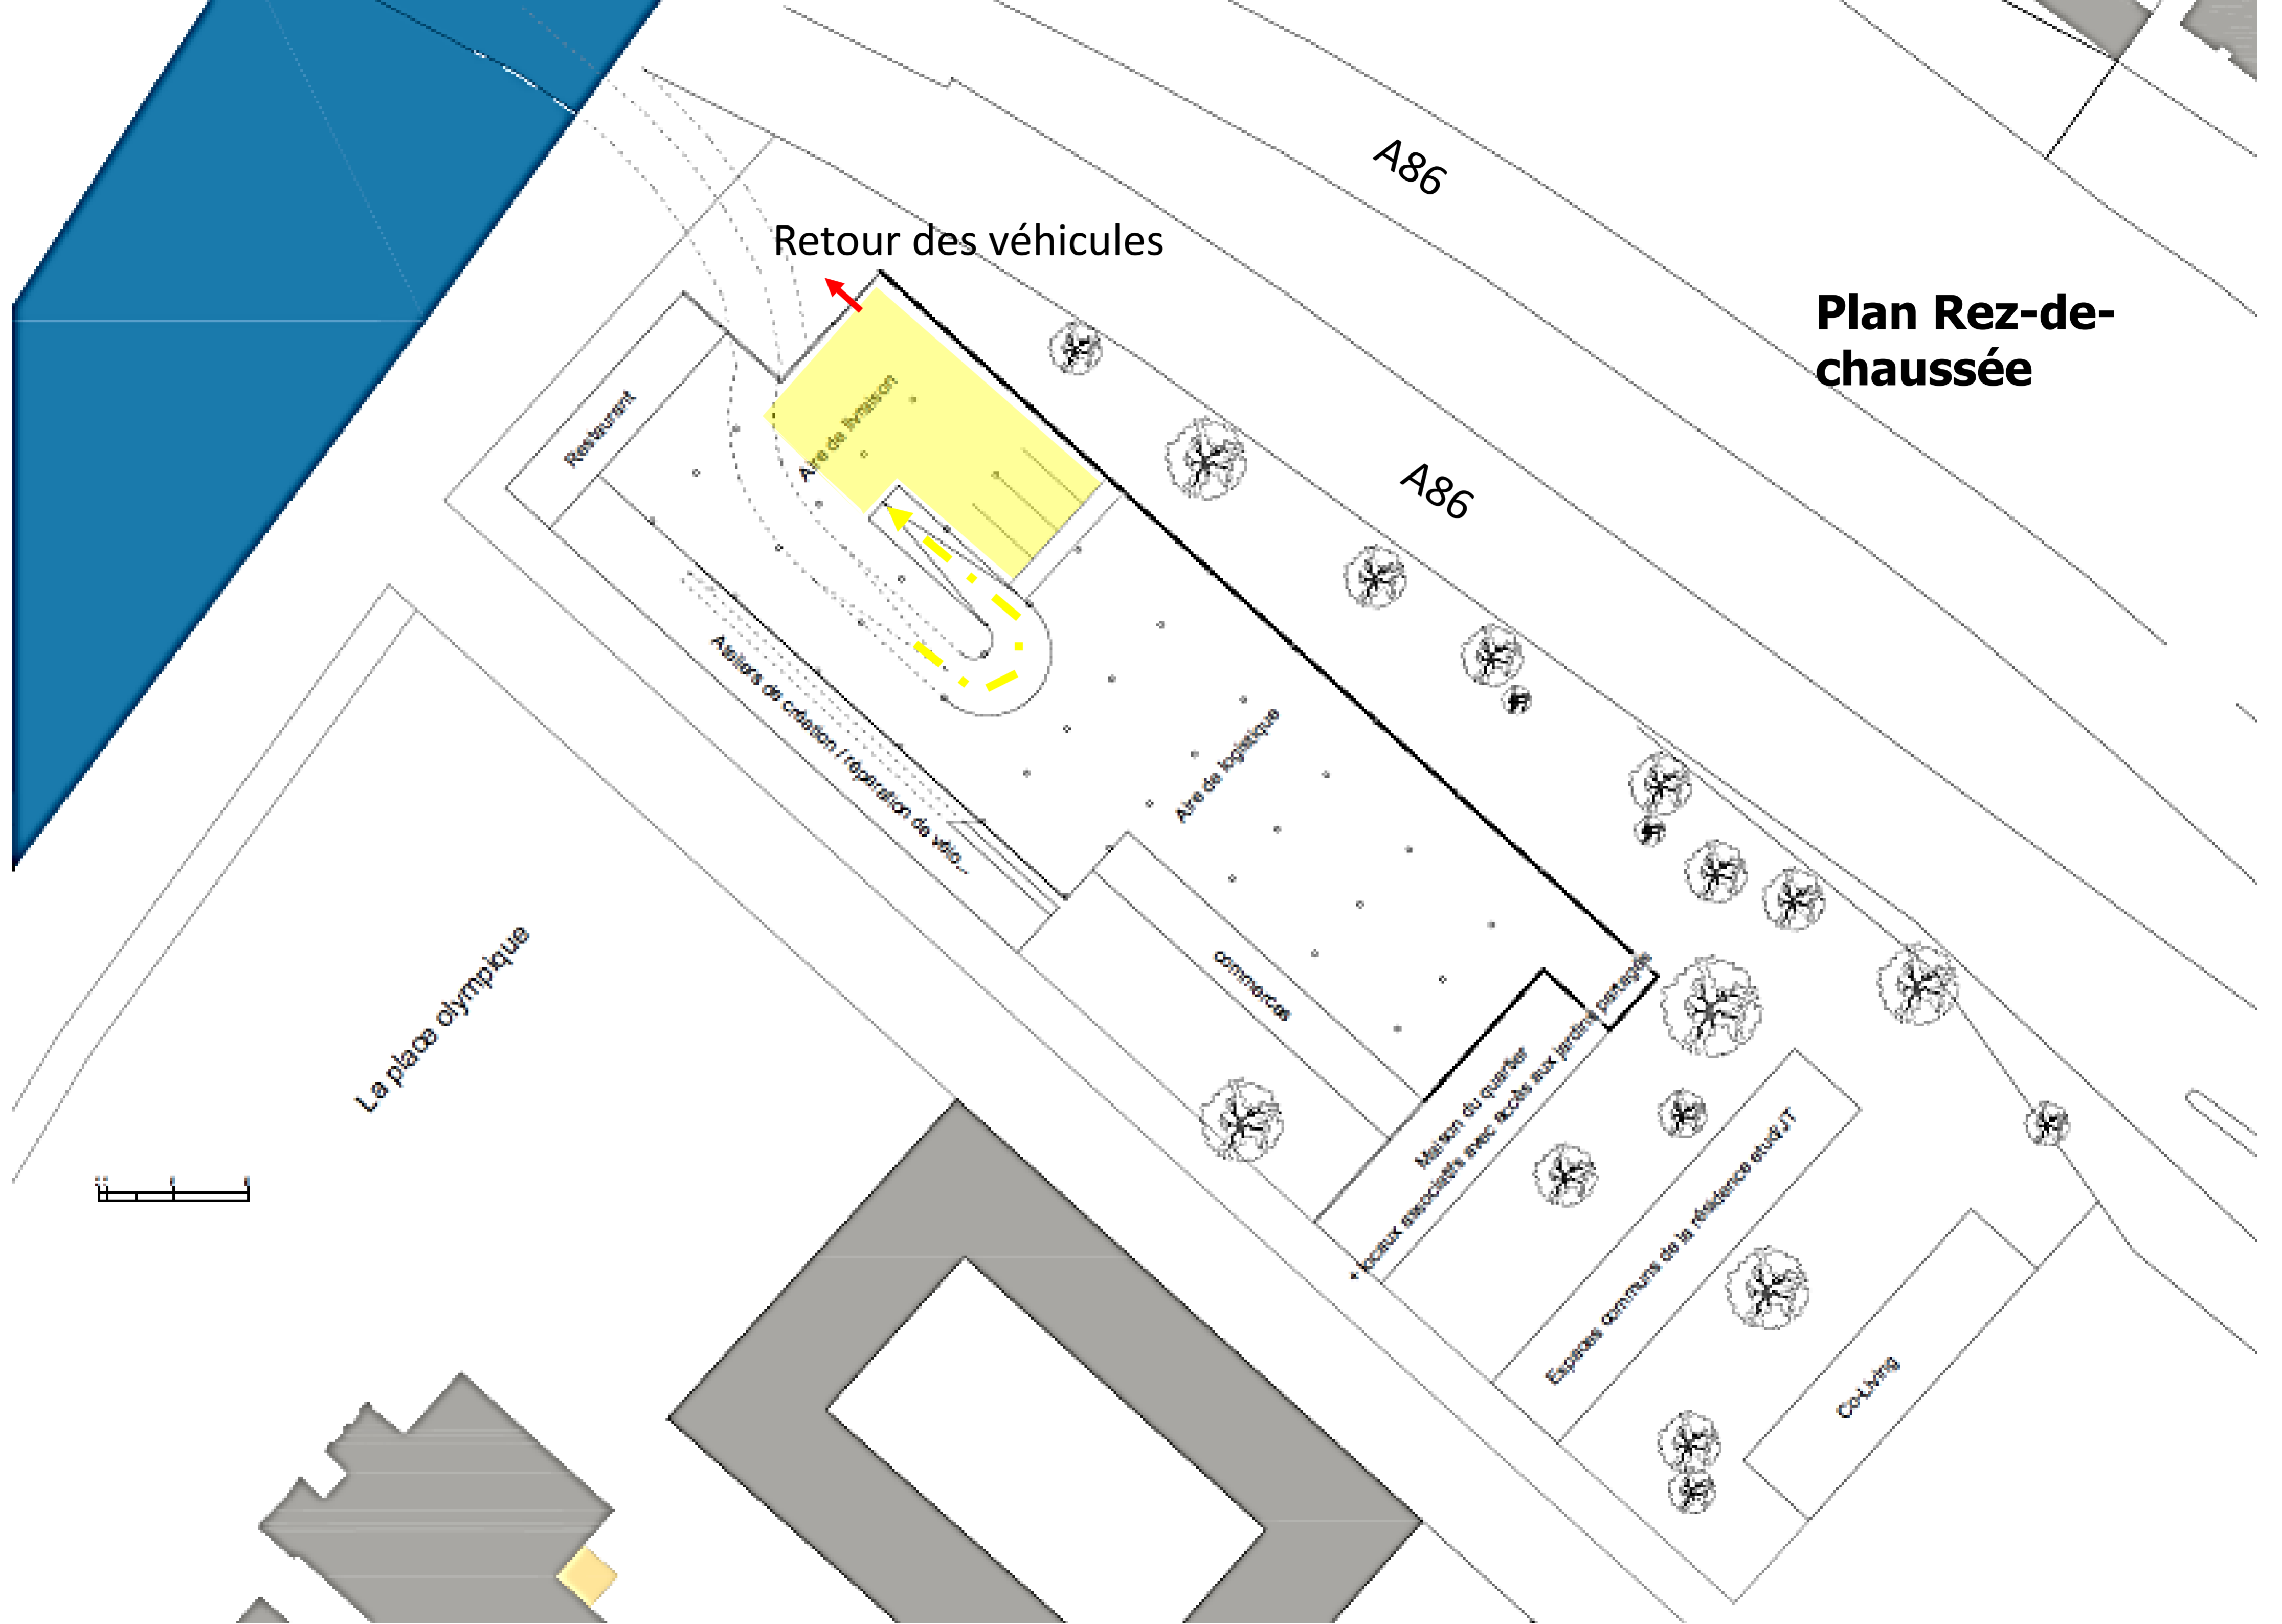 A86
Retour des véhicules
Plan Rez-de-
chaussée
Aire de livraison
Restaurant
A86
Ateliers de création / réparation de vélo...
Aire de logistique
La place olympique
commerces
Maison du quartier
+ locaux associatifs avec accès aux jardins partagés
Espaces communs de la résidence etud/JT
Co-Living